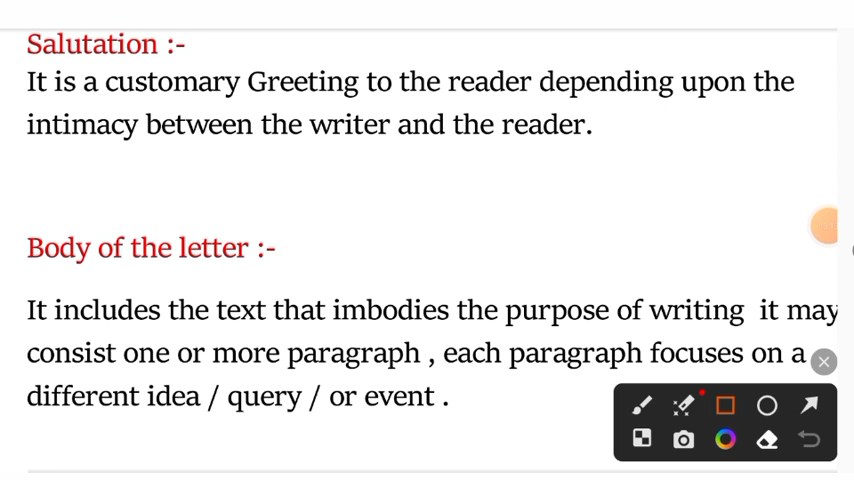 Salutation :-
It is a customary Greeting to the reader depending upon the
intimacy between the writer and the reader.
Body of the letter :-
It includes the text that imbodies the purpose of writing it may
consist one or more paragraph , each paragraph focuses on a
different idea / query / or event .